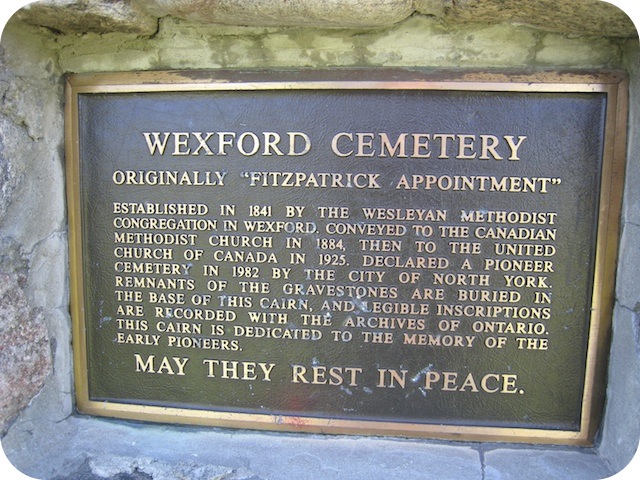 WEXFORD CEMETERY
ORIGINALLY "FITZPATRICK APPOINTMENT"
ESTABLISHED IN 1841 BY THE WESLEYAN METHODIST
CONGREGATION IN WEXFORD. CONVEYED TO THE CANADIAN
METHODIST CHURCH IN 1884, THEN TO THE UNITED
CHURCH OF CANADA IN 1925. DECLARED A PIONEER
CEMETERY IN 1982 BY THE CITY OF NORTH YORK.
REMNANTS OF THE GRAVESTONES ARE BURIED IN
THE BASE OF THIS CAIRN, AND LEGIBLE INSCRIPTIONS
ARE RECORDED WITH THE ARCHIVES OF ONTARIO.
THIS CAIRN IS DEDICATED TO THE MEMORY OF THE
EARLY PIONEERS.
MAY THEY REST IN PEACE.